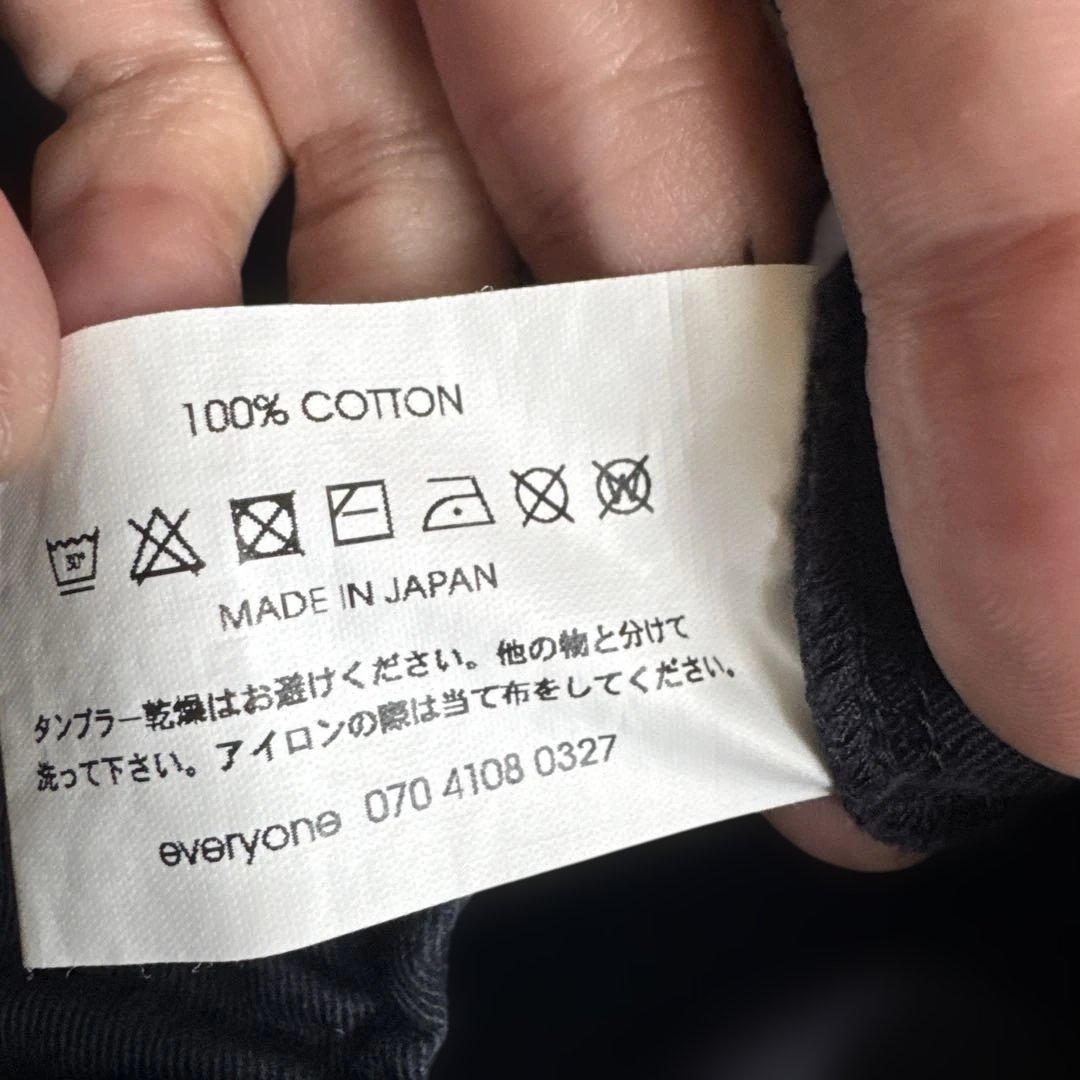 100% COTTON
30°
W
MADE IN JAPAN
タンブラー乾燥はお避けください。他の物と分けて
洗って下さい。アイロンの際は当て布をしてください。
everyone 070 4108 0327